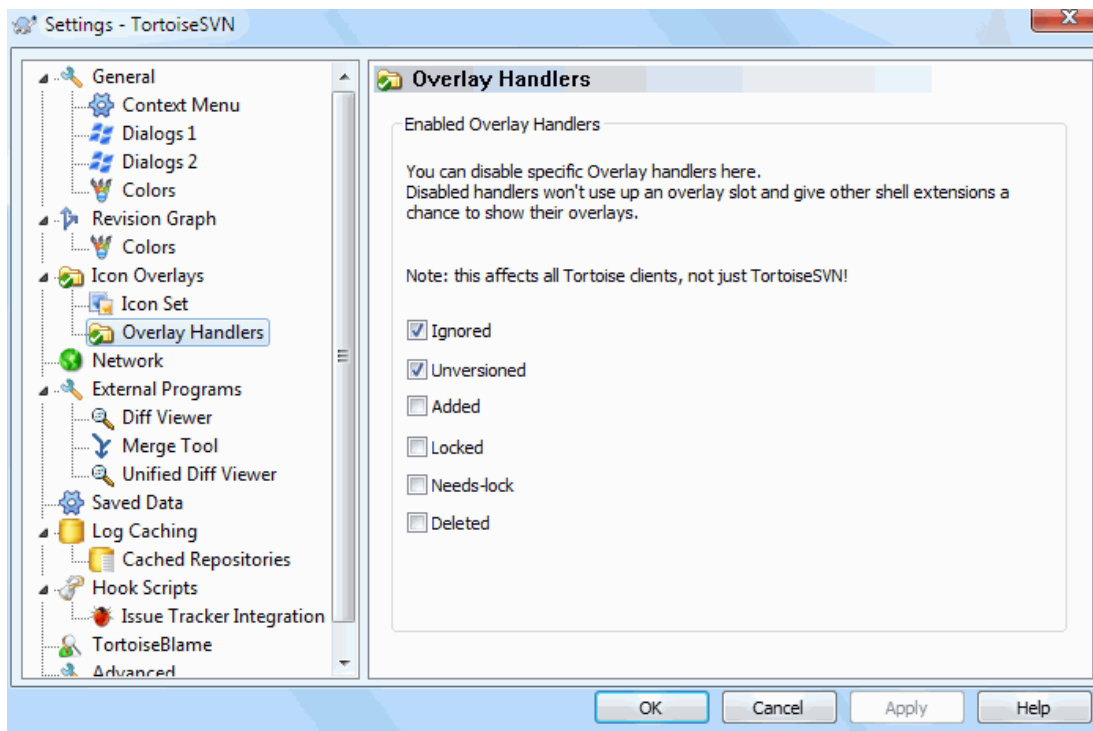 Settings - TortoiseSVN
X
General
Context Menu
Dialogs 1
Dialogs 2
Colors
Revision Graph
Colors
Icon Overlays
Icon Set
Overlay Handlers
Network
External Programs
Diff Viewer
Merge Tool
Unified Diff Viewer
Saved Data
Log Caching
Cached Repositories
Hook Scripts
Issue Tracker Integration
TortoiseBlame
Advanced
Overlay Handlers
Enabled Overlay Handlers
You can disable specific Overlay handlers here.
Disabled handlers won't use up an overlay slot and give other shell extensions a
chance to show their overlays.
Note: this affects all Tortoise clients, not just TortoiseSVN!
Ignored
Unversioned
Added
Locked
Needs-lock
Deleted
OK
Cancel
Apply
Help